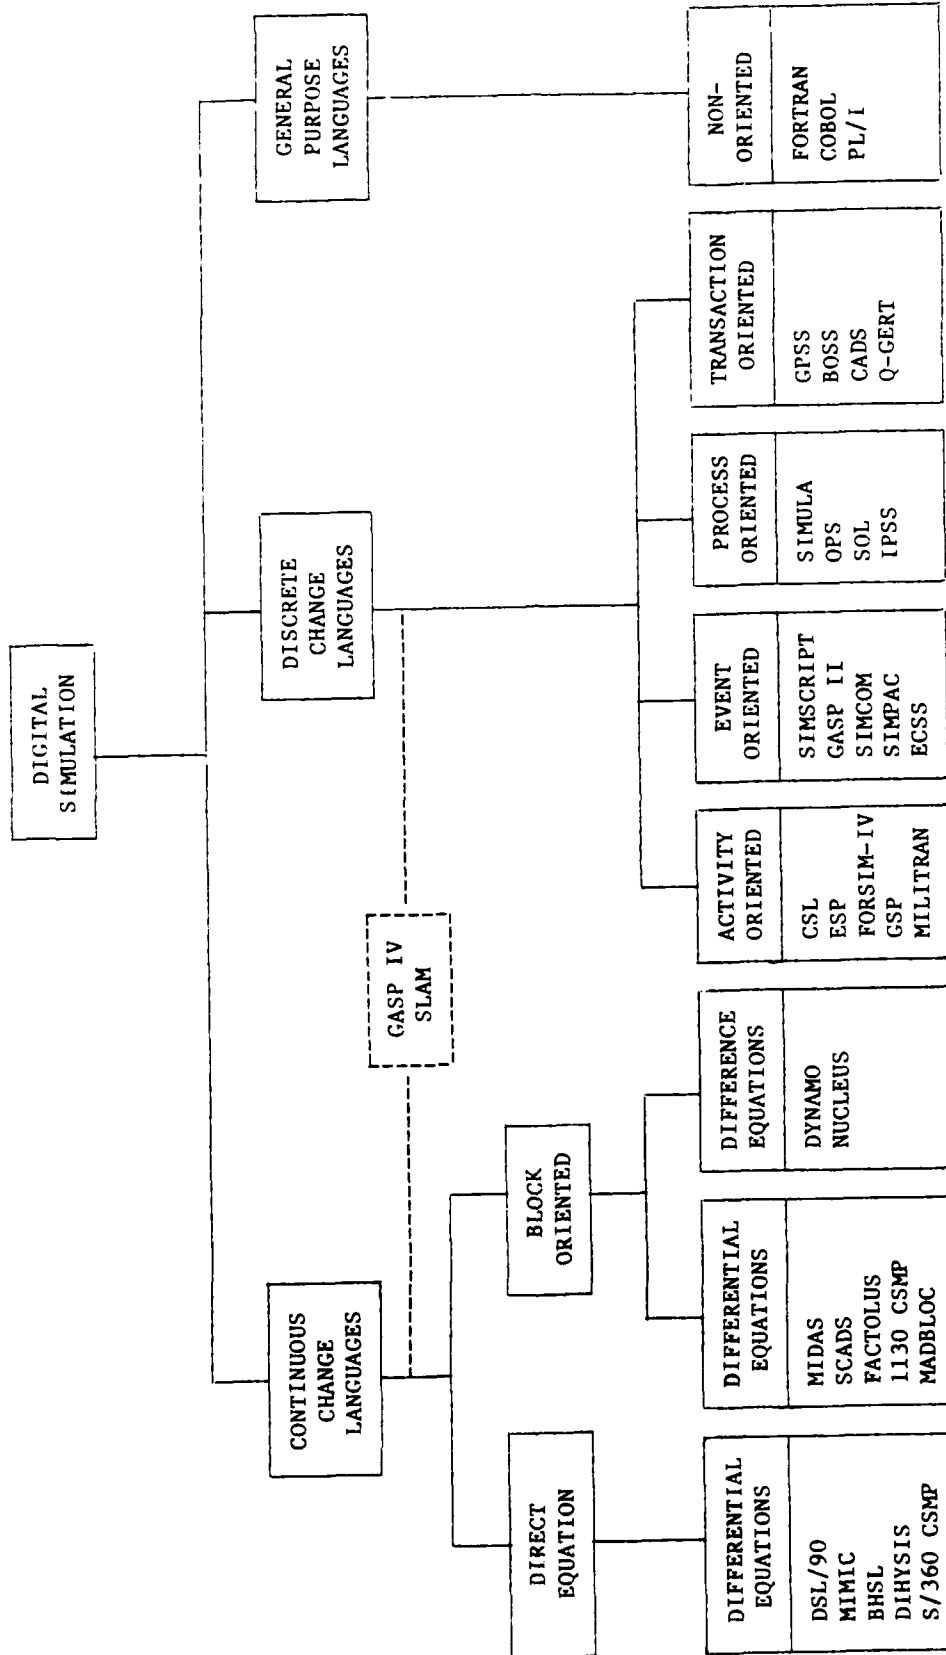 DIGITAL
SIMULATION
CONTINUOUS
CHANGE
LANGUAGES
DISCRETE
CHANGE
LANGUAGES
GENERAL
PURPOSE
LANGUAGES
GASP IV
SLAM
DIRECT
EQUATION
BLOCK
ORIENTED
DIFFERENTIAL
EQUATIONS
DSL/90
MIMIC
BHSL
DIHYSIS
S/360 CSMP
DIFFERENTIAL
EQUATIONS
MIDAS
SCADS
FACTOLUS
1130 CSMP
MADBLOC
DIFFERENCE
EQUATIONS
DYNAMO
NUCLEUS
ACTIVITY
ORIENTED
CSL
ESP
FORSIM-IV
GSP
MILITRAN
EVENT
ORIENTED
SIMSCRIPT
GASP II
SIMCOM
SIMPAC
ECSS
PROCESS
ORIENTED
SIMULA
OPS
SOL
IPSS
TRANSACTION
ORIENTED
GPSS
BOSS
CADS
Q-GERT
NON-
ORIENTED
FORTRAN
COBOL
PL/I